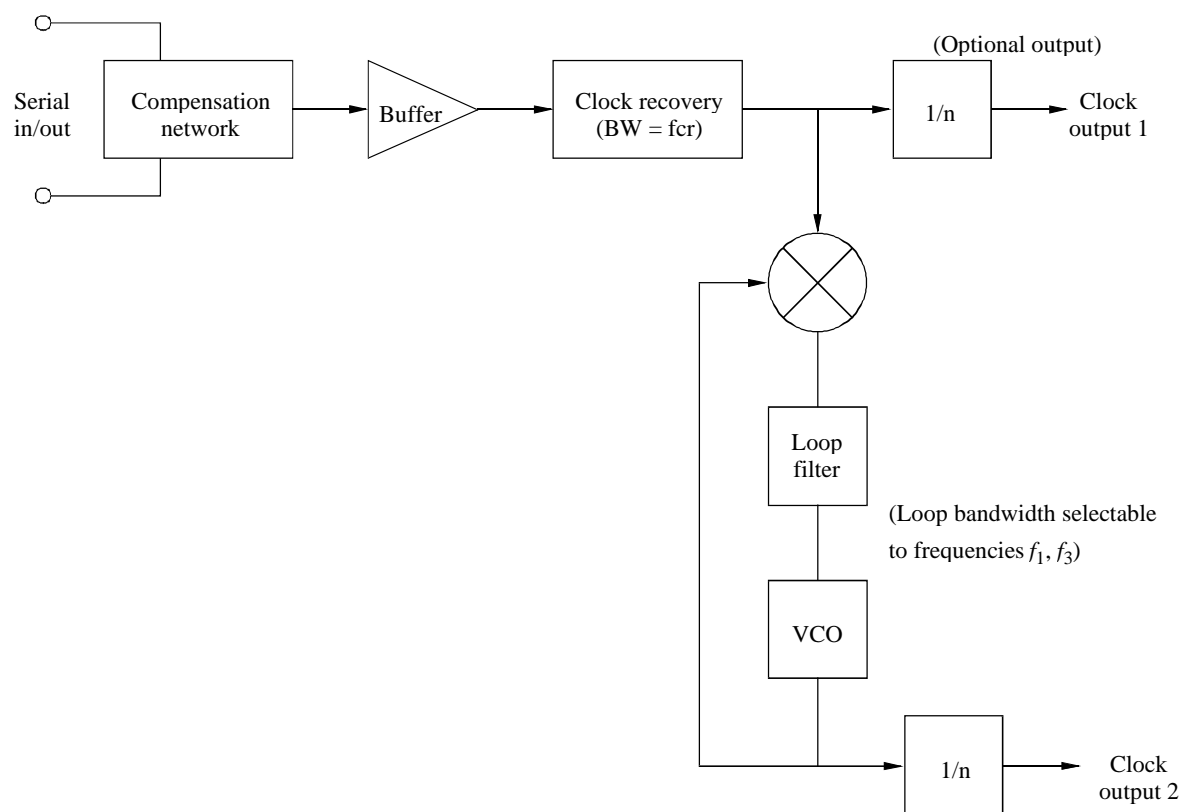 (Optional output)
Serial
in/out
Compensation
network
Buffer
Clock recovery
(BW = fcr)
1/n
Clock
output 1
Loop
filter
(Loop bandwidth selectable
to frequencies f1, f3)
VCO
1/n
Clock
output 2